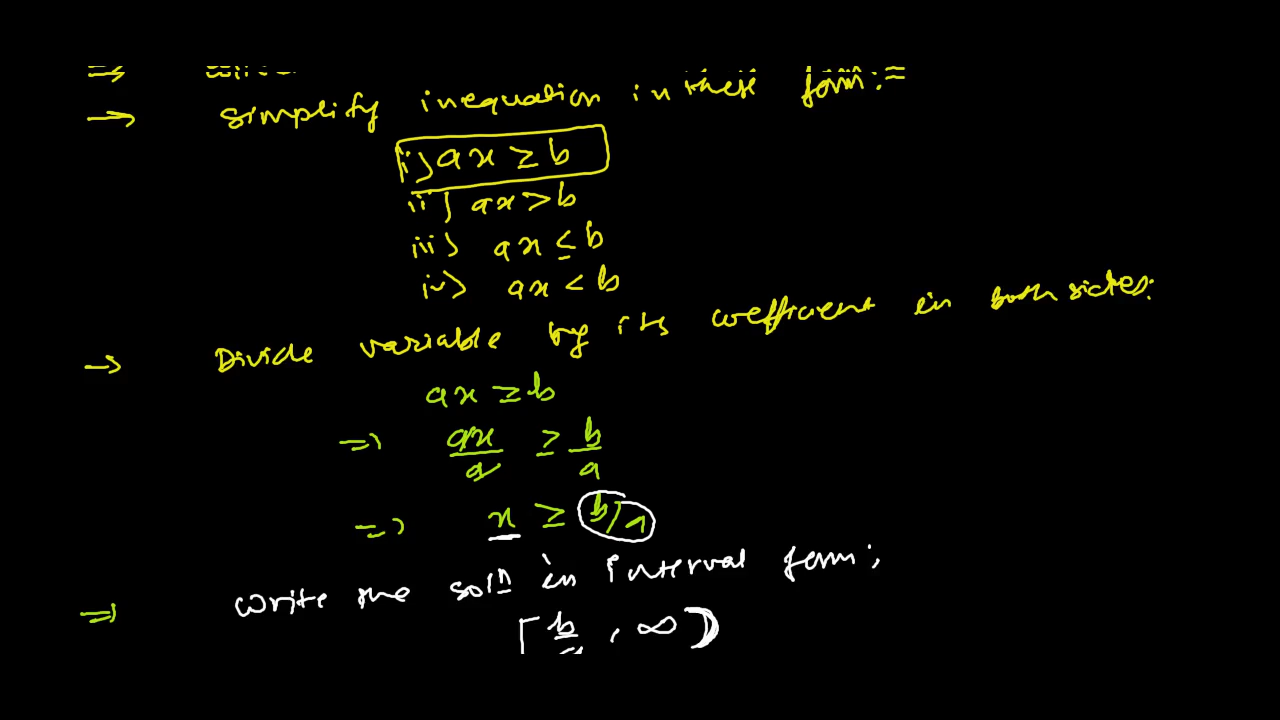 ⇒
→ simplify inequation in these form:=
i) ax ≥ b
ii) ax > b
iii) ax ≤ b
iv) ax < b
→ Divide variable by its coefficient in both sides:
ax ≥ b
⇒ ax/a ≥ b/a
⇒ x ≥ b/a
⇒ write the solⁿ in interval form;
[b/a, ∞)